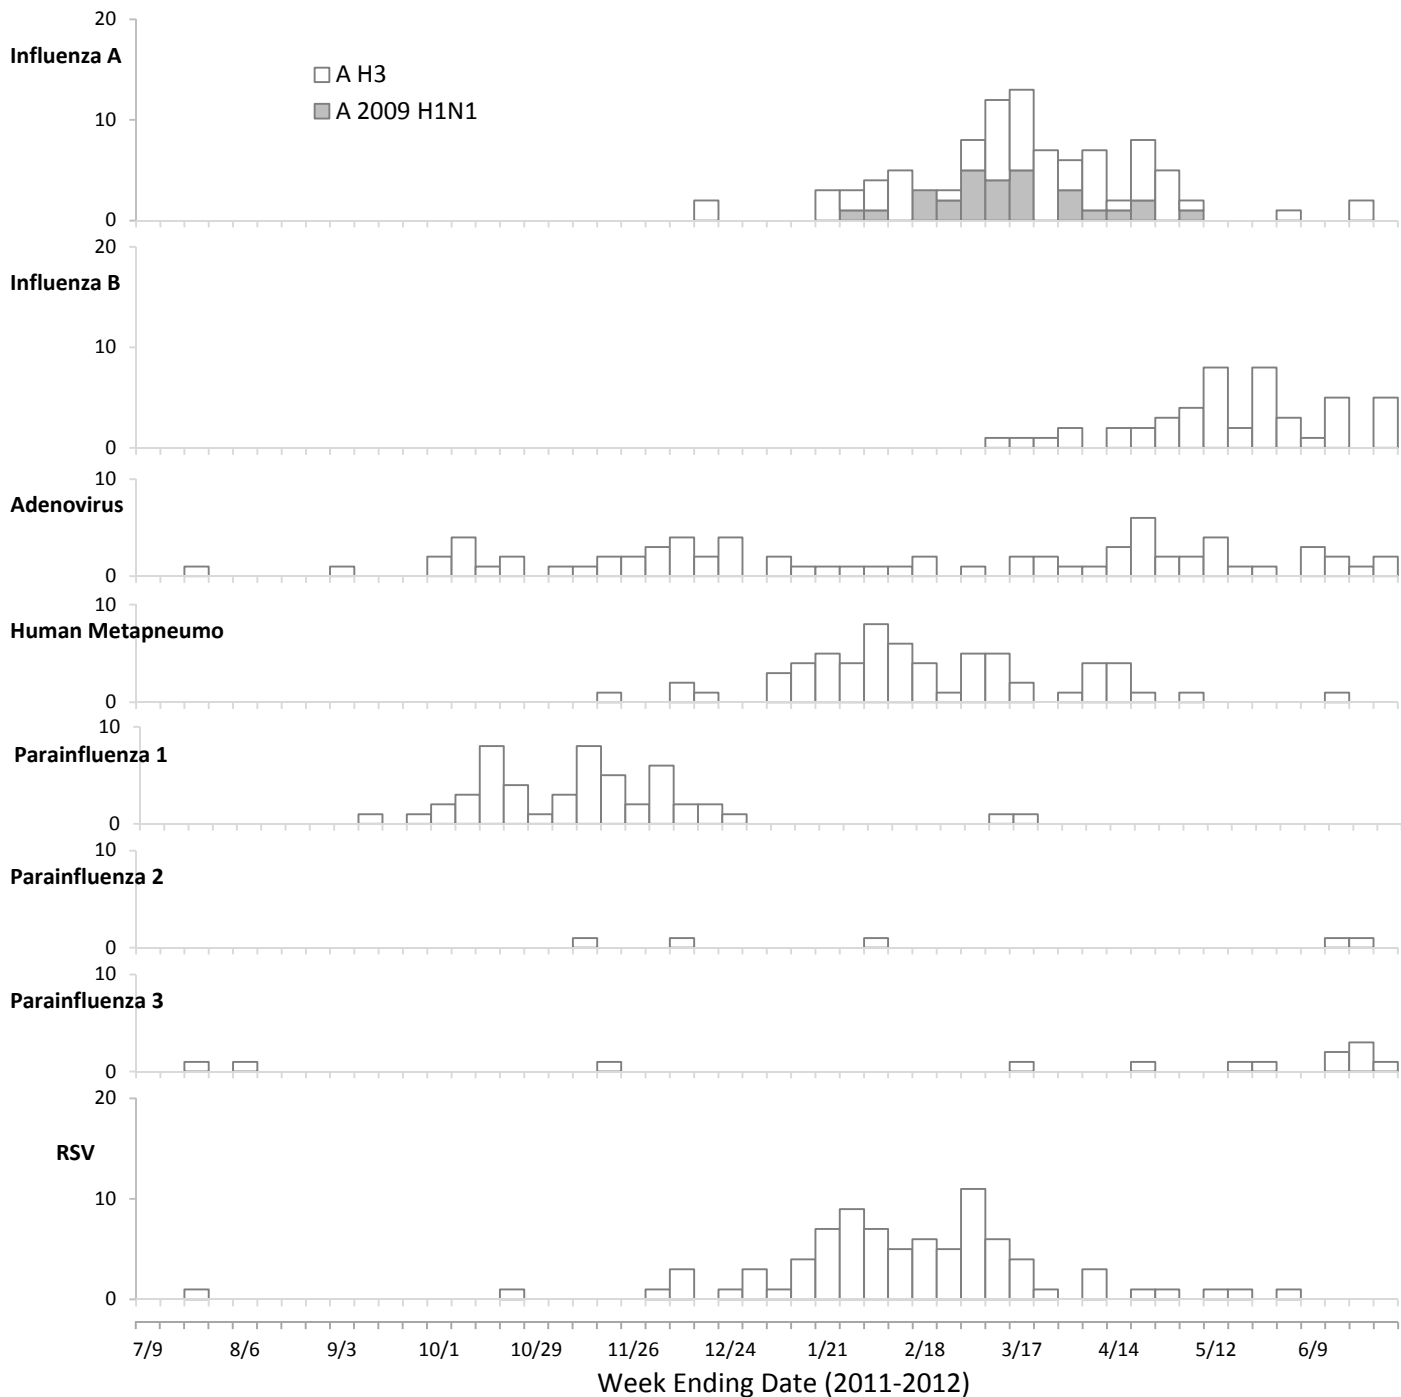 20
Influenza A
A H3
A 2009 H1N1
10
0
20
Influenza B
10
0
10
Adenovirus
0
10
Human Metapneumo
0
10
Parainfluenza 1
0
10
Parainfluenza 2
0
10
Parainfluenza 3
0
20
RSV
10
0
7/9 8/6 9/3 10/1 10/29 11/26 12/24 1/21 2/18 3/17 4/14 5/12 6/9
Week Ending Date (2011-2012)